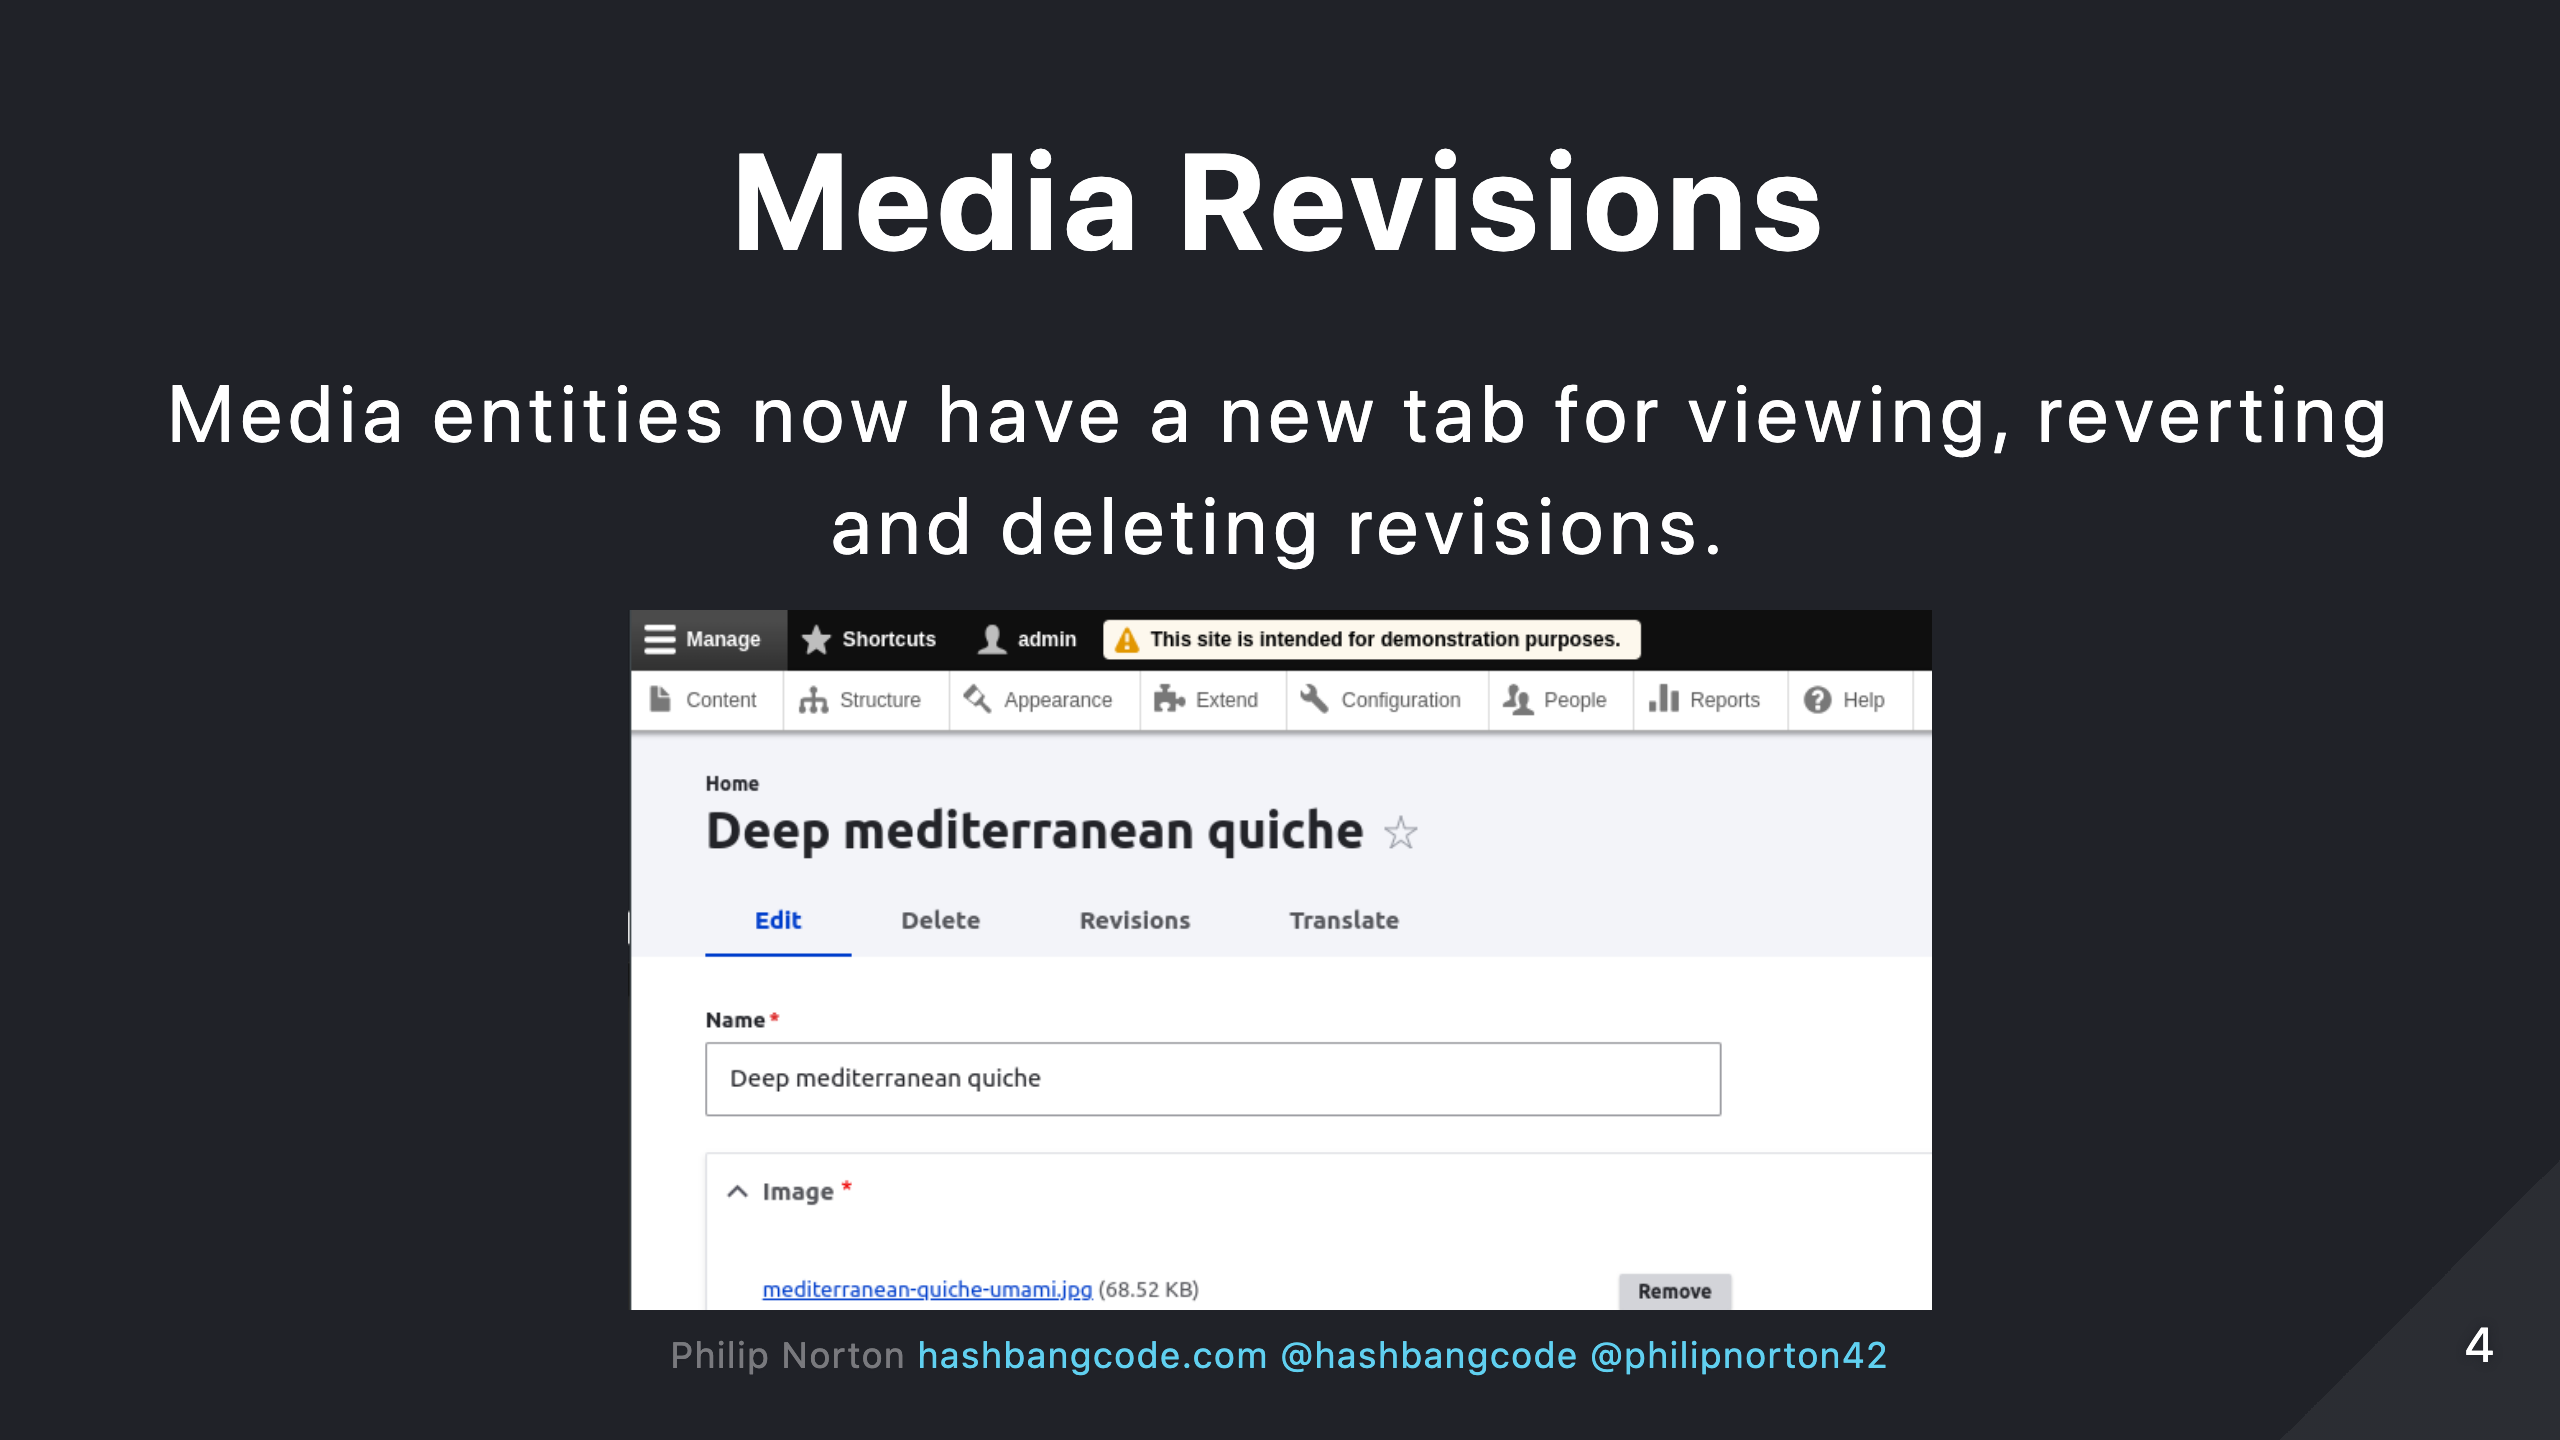 Media Revisions
Media entities now have a new tab for viewing, reverting
and deleting revisions.
Manage Shortcuts admin This site is intended for demonstration purposes.
Content Structure Appearance Extend Configuration People Reports Help
Home
Deep mediterranean quiche
Edit Delete Revisions Translate
Name *
Deep mediterranean quiche
Image *
mediterranean-quiche-umami.jpg (68.52 KB) Remove
Philip Norton hashbangcode.com @hashbangcode @philipnorton42
4